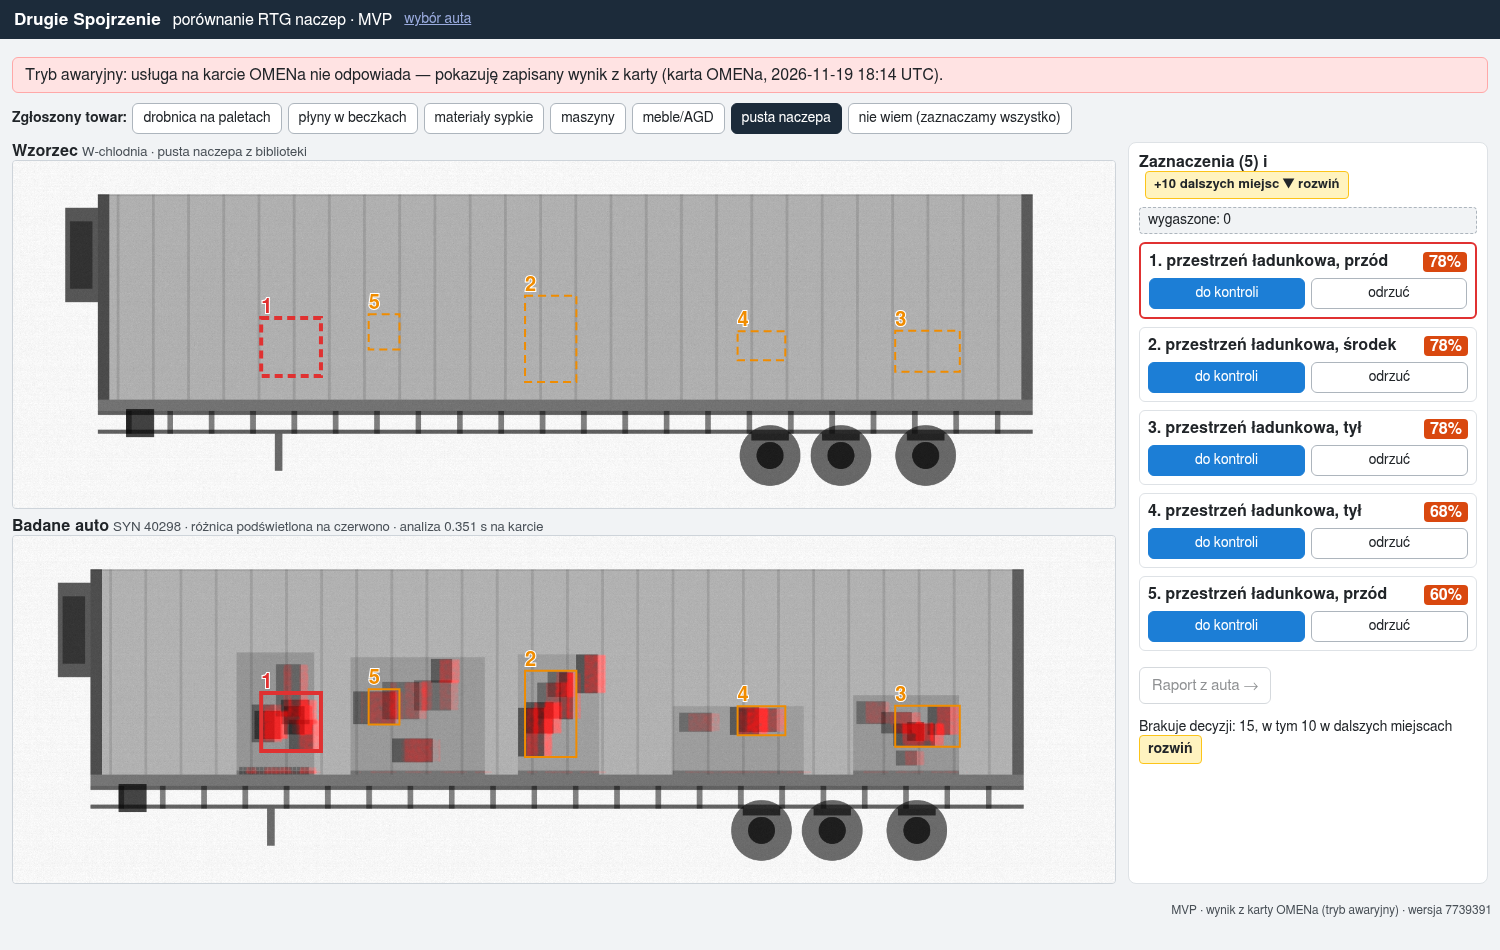 Drugie Spojrzenie porównanie RTG naczep · MVP wybór auta
Tryb awaryjny: usługa na karcie OMENa nie odpowiada — pokazuję zapisany wynik z karty (karta OMENa, 2026-11-19 18:14 UTC).
Zgłoszony towar: drobnica na paletach płyny w beczkach materiały sypkie maszyny meble/AGD pusta naczepa nie wiem (zaznaczamy wszystko)
Wzorzec W-chlodnia · pusta naczepa z biblioteki
1
5
2
4
3
Badane auto SYN 40298 · różnica podświetlona na czerwono · analiza 0.351 s na karcie
1
5
2
4
3
Zaznaczenia (5) i
+10 dalszych miejsc ▼ rozwiń
wygaszone: 0
1. przestrzeń ładunkowa, przód 78%
do kontroli odrzuć
2. przestrzeń ładunkowa, środek 78%
do kontroli odrzuć
3. przestrzeń ładunkowa, tył 78%
do kontroli odrzuć
4. przestrzeń ładunkowa, tył 68%
do kontroli odrzuć
5. przestrzeń ładunkowa, przód 60%
do kontroli odrzuć
Raport z auta →
Brakuje decyzji: 15, w tym 10 w dalszych miejscach
rozwiń
MVP · wynik z karty OMENa (tryb awaryjny) · wersja 7739391